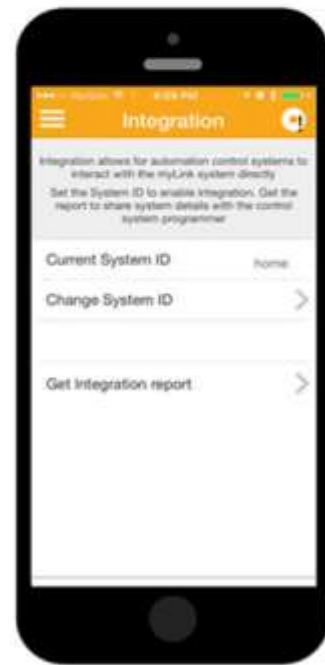 Integration
Integration allows for automation control systems to
interact with the myLink system directly
Set the System ID to enable integration. Get the
report to share system details with the control
system programmer
Current System ID home
Change System ID
Get Integration report